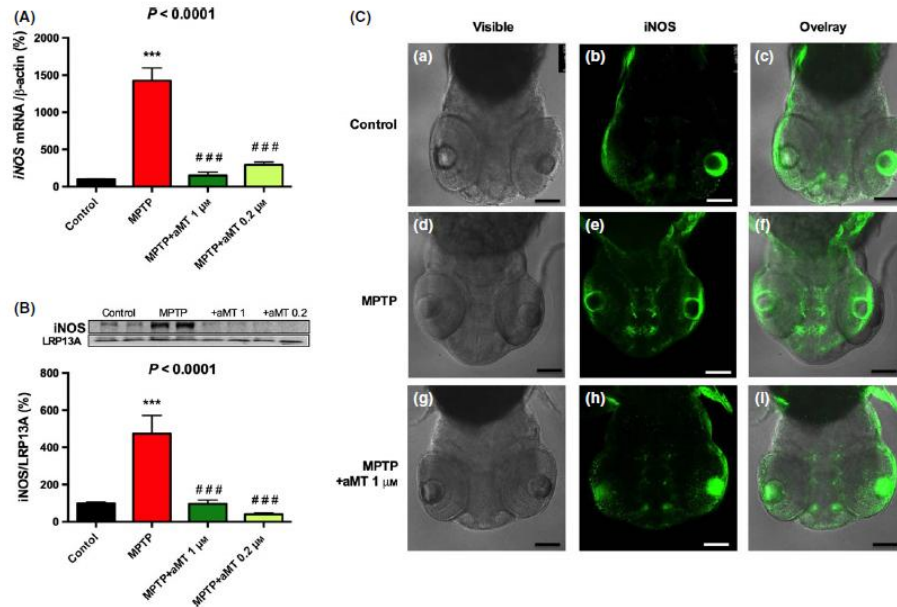 (A)
P < 0.0001
iNOS mRNA /β-actin (%)
2000
1500
1000
500
0
***
# # #
# # #
Control
MPTP
MPTP+aMT 1 μM
MPTP+aMT 0.2 μM
(B)
Control MPTP +aMT 1 +aMT 0.2
iNOS
LRP13A
P < 0.0001
iNOS/LRP13A (%)
800
600
400
200
0
***
# # #
# # #
Contol
MPTP
MPTP+aMT 1 μM
MPTP+aMT 0.2 μM
(C)
Visible iNOS Ovelray
Control
(a) (b) (c)
MPTP
(d) (e) (f)
MPTP
+aMT 1 μM
(g) (h) (i)